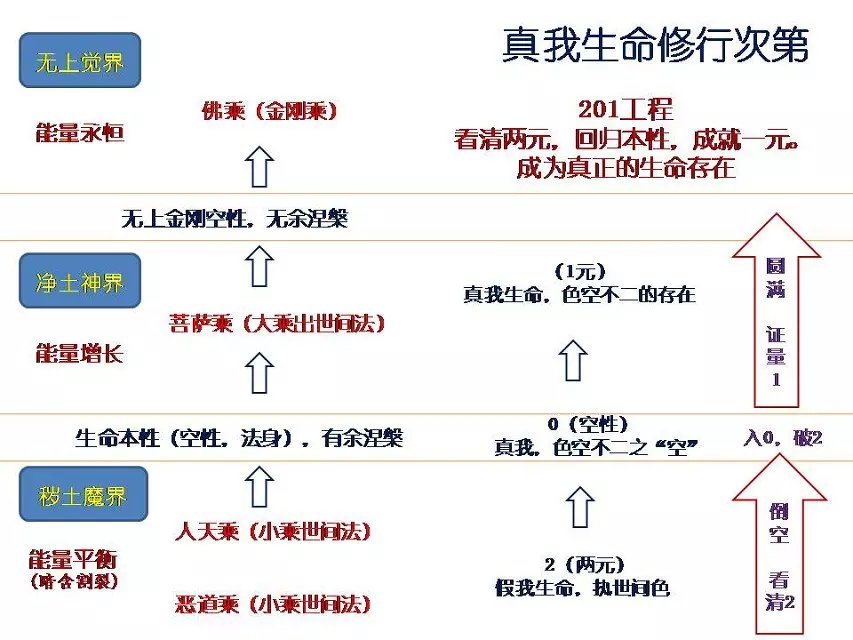 真我生命修行次第
无上觉界
能量永恒
佛乘（金刚乘）
201工程
看清两元，回归本性，成就一元。
成为真正的生命存在
无上金刚空性，无余涅槃
净土神界
能量增长
菩萨乘（大乘出世间法）
（1元）
真我生命，色空不二的存在
圆满 证量1
生命本性（空性，法身），有余涅槃
0（空性）
真我，色空不二之“空”
入0，破2
秽土魔界
能量平衡
（暗含割裂）
人天乘（小乘世间法）
恶道乘（小乘世间法）
2（两元）
假我生命，执世间色
倒空 看清2